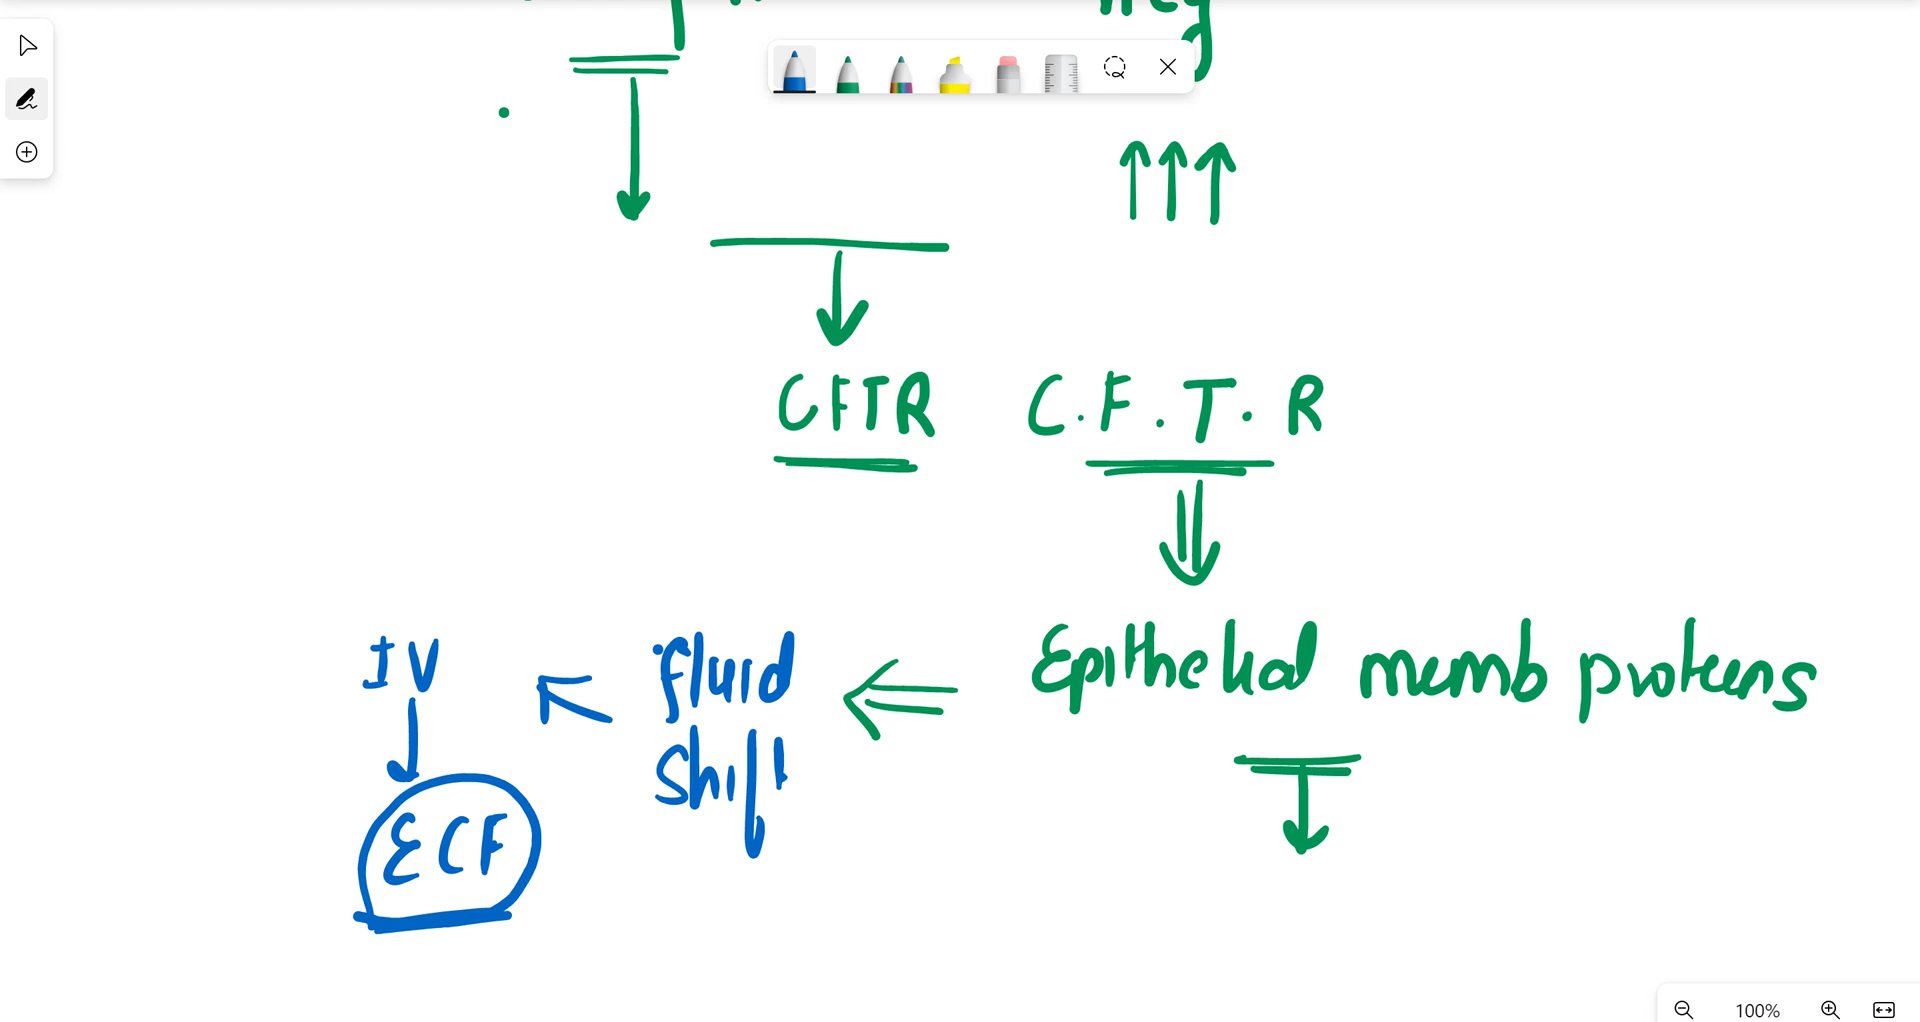 CFTR C.F.T.R
Epithelial memb proteins
fluid
shift
IV
ECF
100%